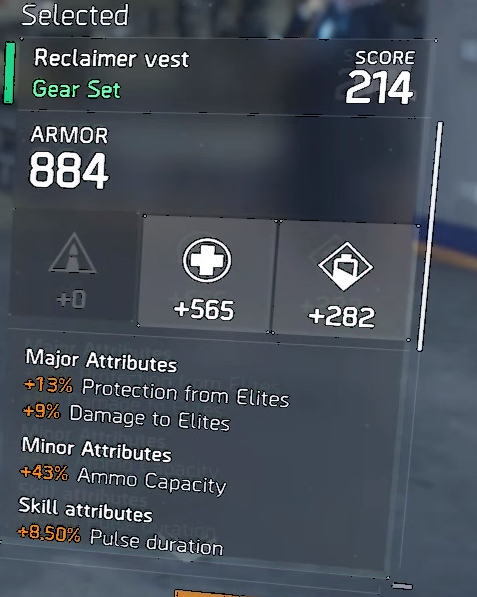 Selected
Reclaimer vest
SCORE
Gear Set
214
ARMOR
884
+0
+565
+282
Major Attributes
+13% Protection from Elites
+9% Damage to Elites
Minor Attributes
+43% Ammo Capacity
Skill attributes
+8.50% Pulse duration